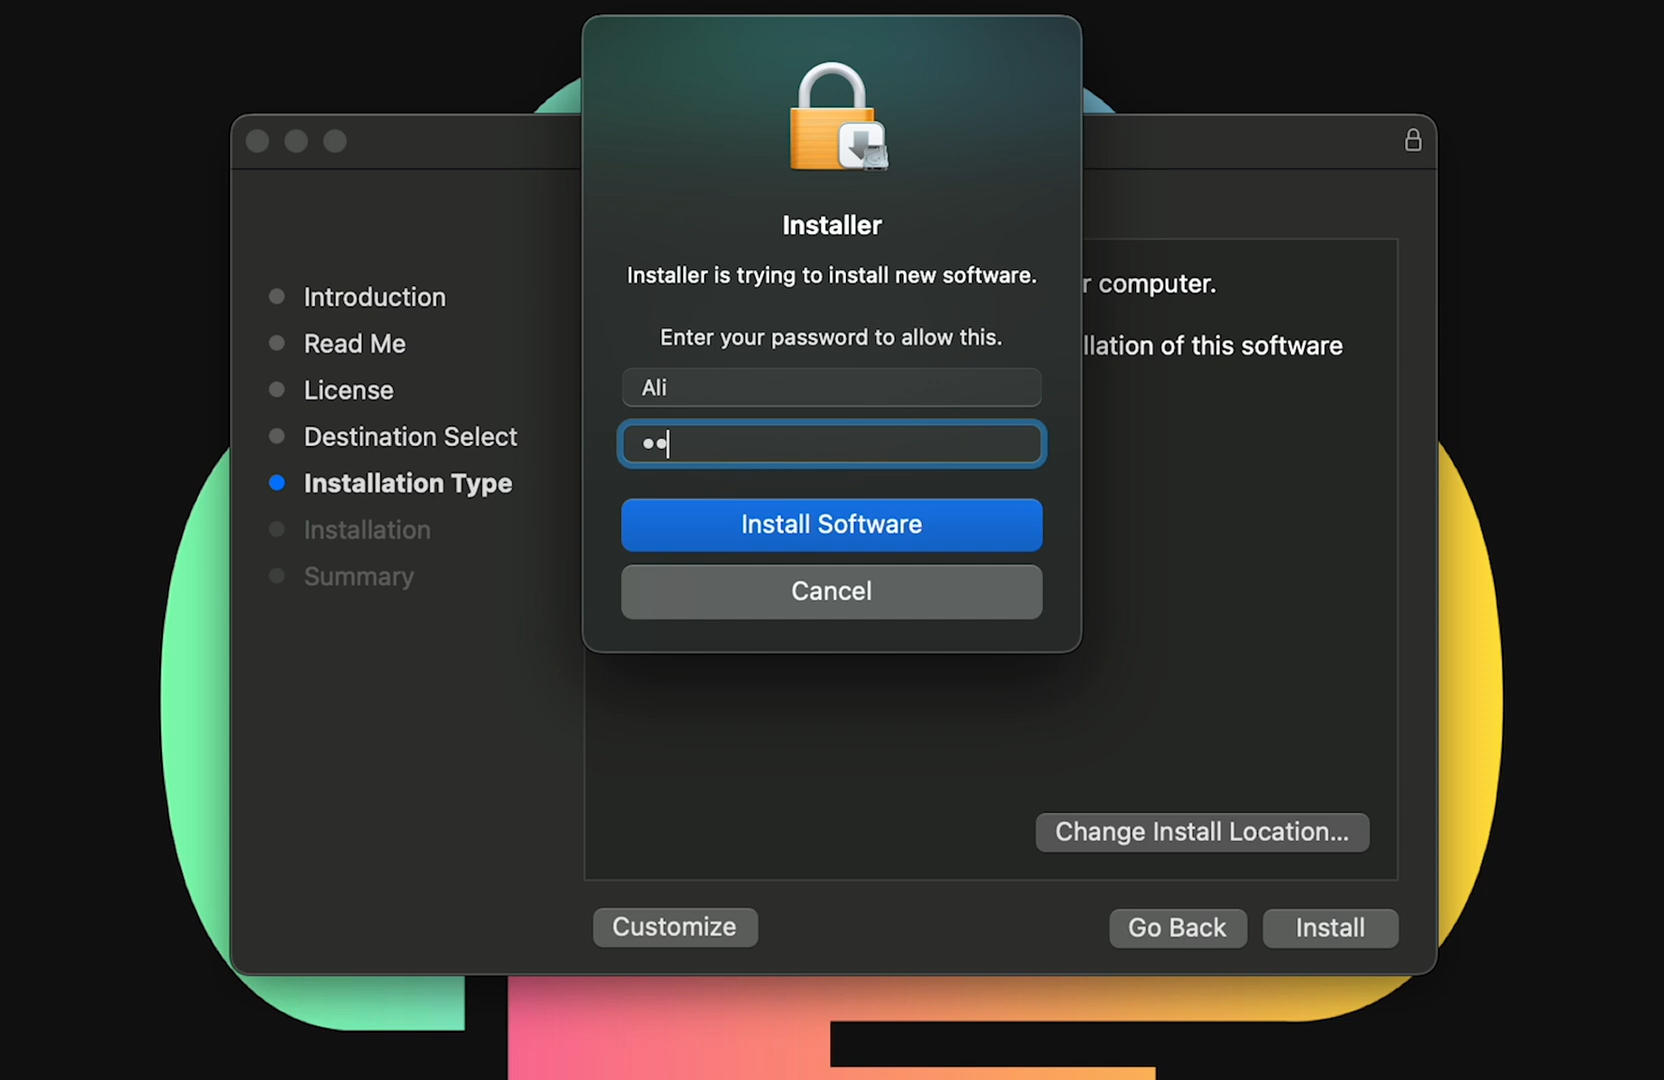 Installer
Installer is trying to install new software.
Enter your password to allow this.
Ali
Install Software
Cancel
Introduction
Read Me
License
Destination Select
Installation Type
Installation
Summary
computer.
of this software
Change Install Location...
Customize
Go Back
Install